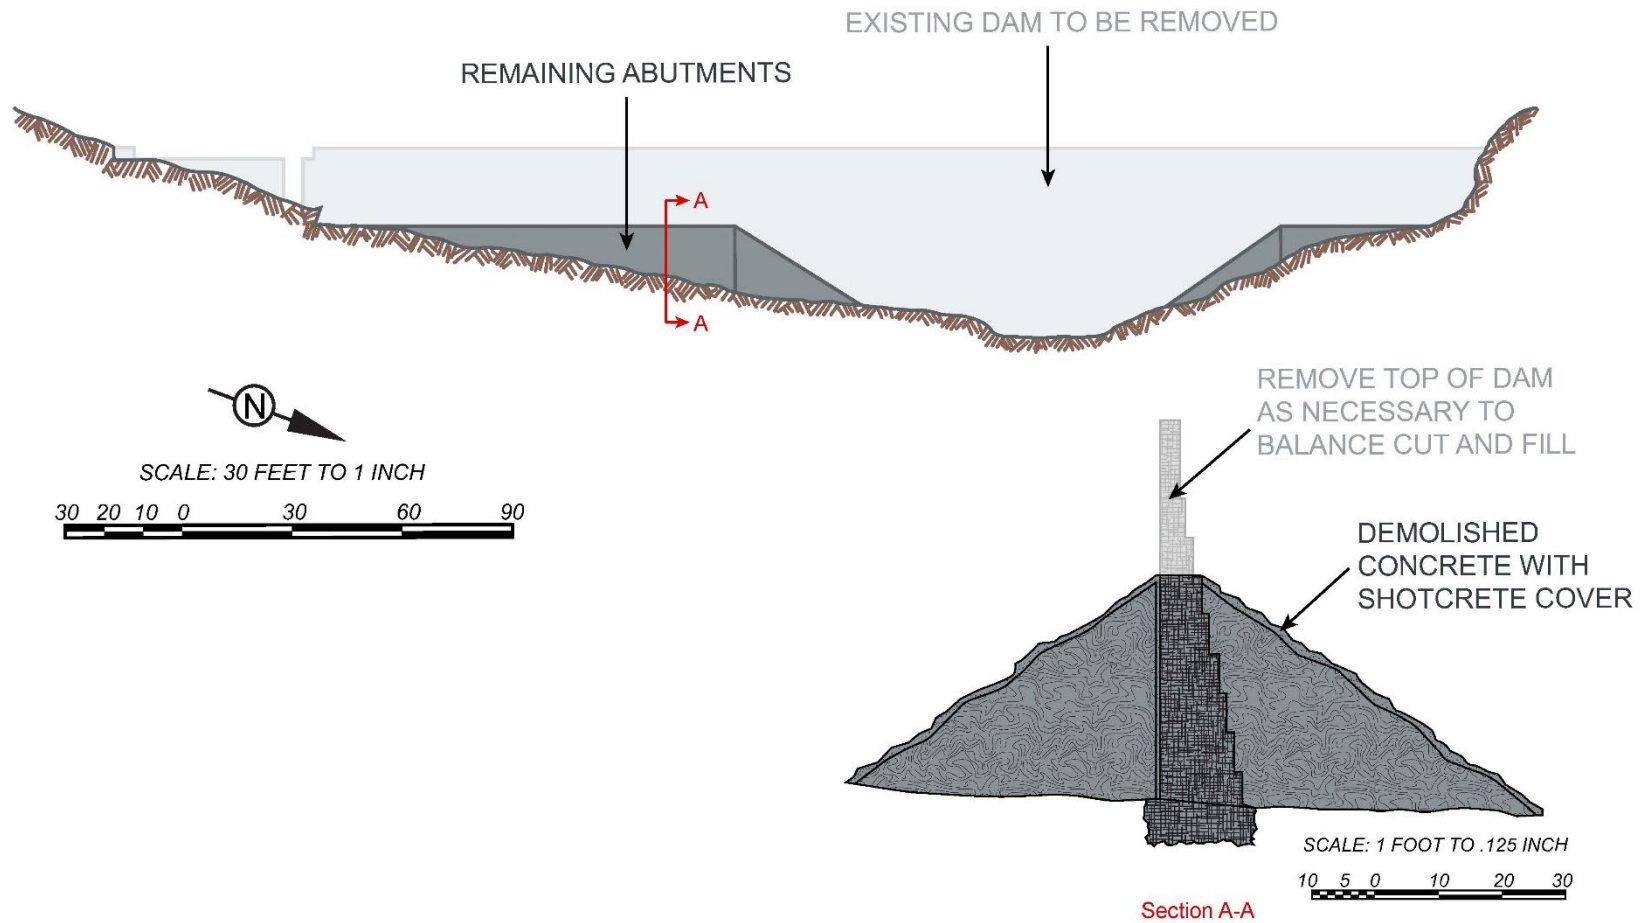 EXISTING DAM TO BE REMOVED
REMAINING ABUTMENTS
A
A
N
SCALE: 30 FEET TO 1 INCH
30 20 10 0 30 60 90
REMOVE TOP OF DAM
AS NECESSARY TO
BALANCE CUT AND FILL
DEMOLISHED
CONCRETE WITH
SHOTCRETE COVER
SCALE: 1 FOOT TO .125 INCH
10 5 0 10 20 30
Section A-A